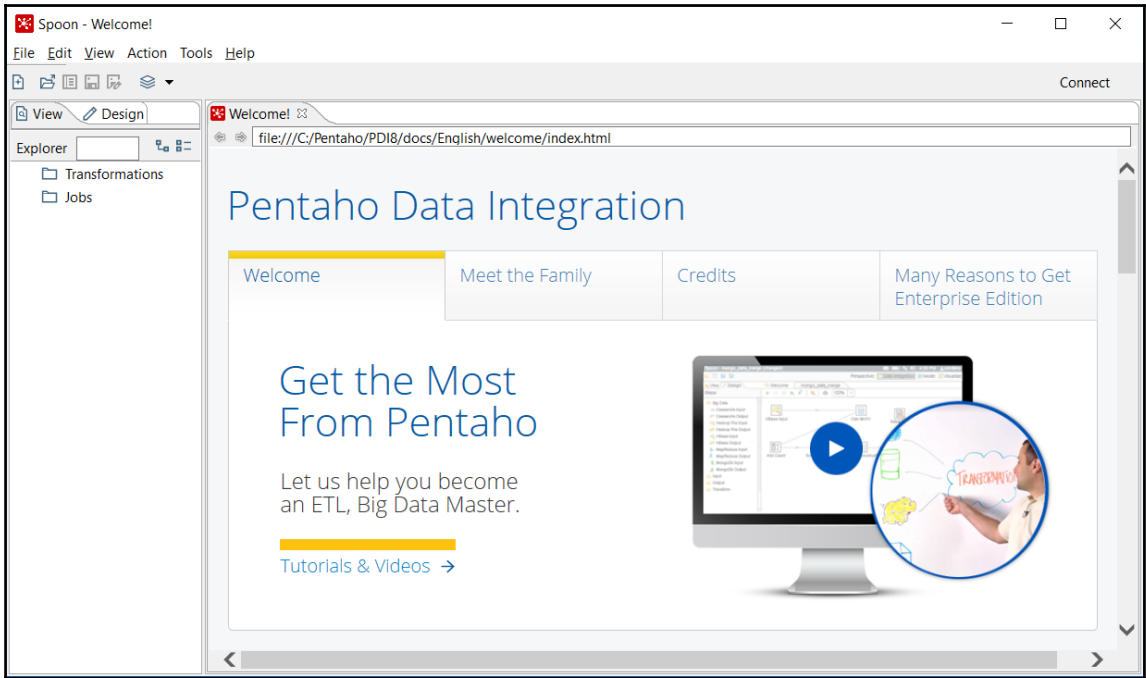 Spoon - Welcome!
File Edit View Action Tools Help
Connect
View Design
Welcome!
Explorer
file:///C:/Pentaho/PDI8/docs/English/welcome/index.html
Transformations
Jobs
Pentaho Data Integration
Welcome
Meet the Family
Credits
Many Reasons to Get
Enterprise Edition
Get the Most
From Pentaho
Let us help you become
an ETL, Big Data Master.
Tutorials & Videos
TRANSFORMATION